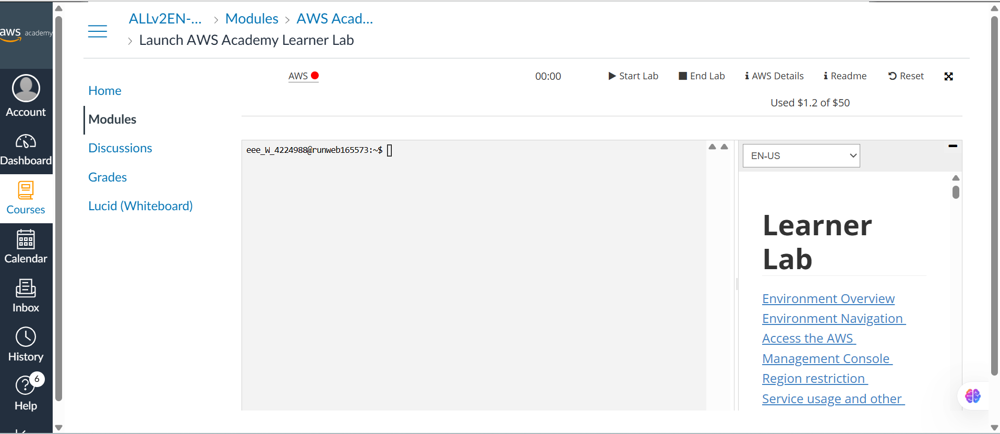 aws academy
Account
Dashboard
Courses
Calendar
Inbox
History
6
Help
ALLv2EN-... > Modules > AWS Acad...
> Launch AWS Academy Learner Lab
Home
Modules
Discussions
Grades
Lucid (Whiteboard)
AWS
00:00
Start Lab
End Lab
AWS Details
Readme
Reset
Used $1.2 of $50
eee_W_4224988@runweb165573:~$
EN-US
Learner
Lab
Environment Overview
Environment Navigation
Access the AWS
Management Console
Region restriction
Service usage and other